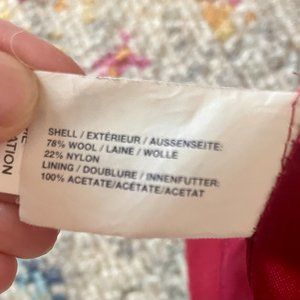 SHELL / EXTÉRIEUR / AUSSENSEITE:
78% WOOL / LAINE / WOLLE
22% NYLON
LINING / DOUBLURE / INNENFUTTER:
100% ACETATE/ACÉTATE/ACETAT